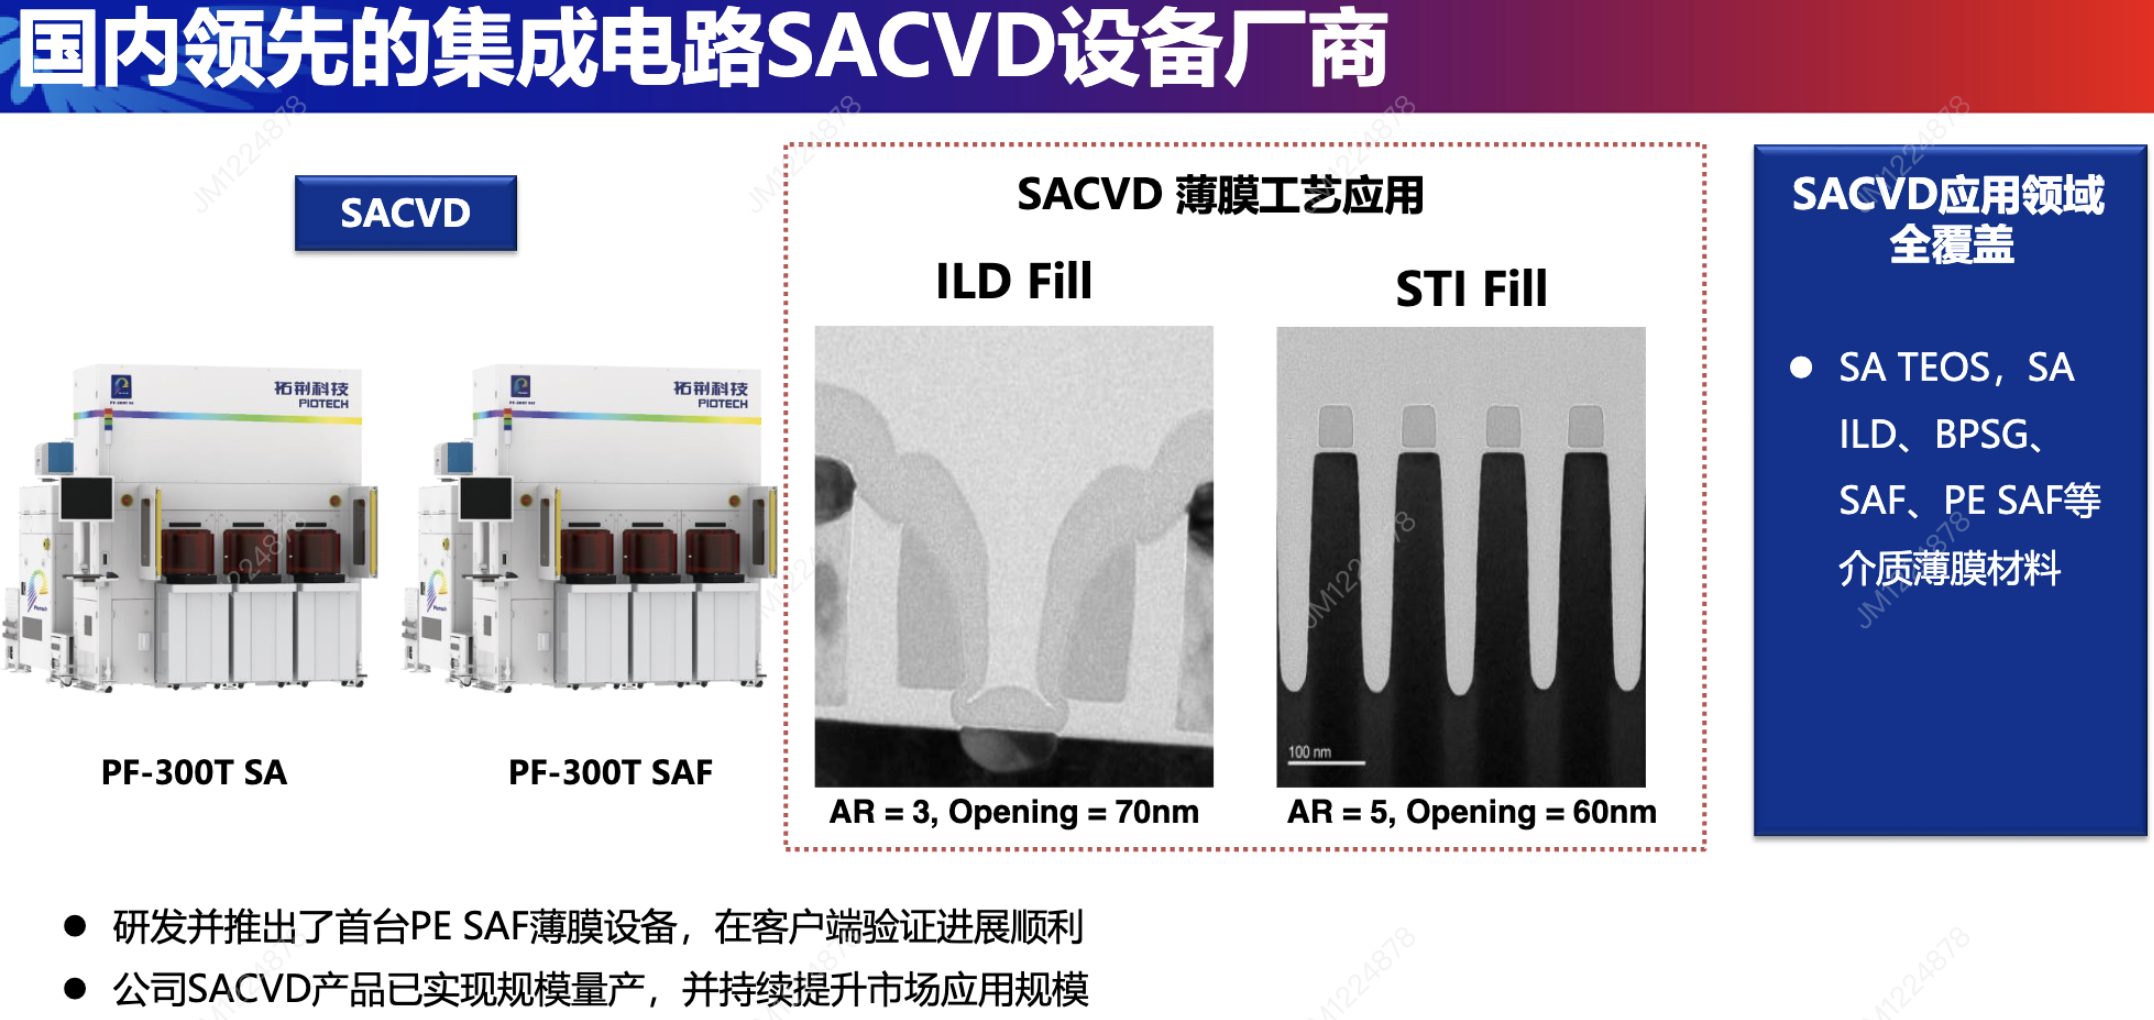 国内领先的集成电路SACVD设备厂商
SACVD
拓荆科技
PIOTECH
拓荆科技
PIOTECH
PF-300T SA
PF-300T SAF
SACVD 薄膜工艺应用
ILD Fill
STI Fill
100 nm
AR = 3, Opening = 70nm
AR = 5, Opening = 60nm
SACVD应用领域
全覆盖
● SA TEOS，SA
ILD、BPSG、
SAF、PE SAF等
介质薄膜材料
● 研发并推出了首台PE SAF薄膜设备，在客户端验证进展顺利
● 公司SACVD产品已实现规模量产，并持续提升市场应用规模
JM1224878
JM1224878
JM1224878
JM1224878
JM1224878
JM1224878
JM1224878